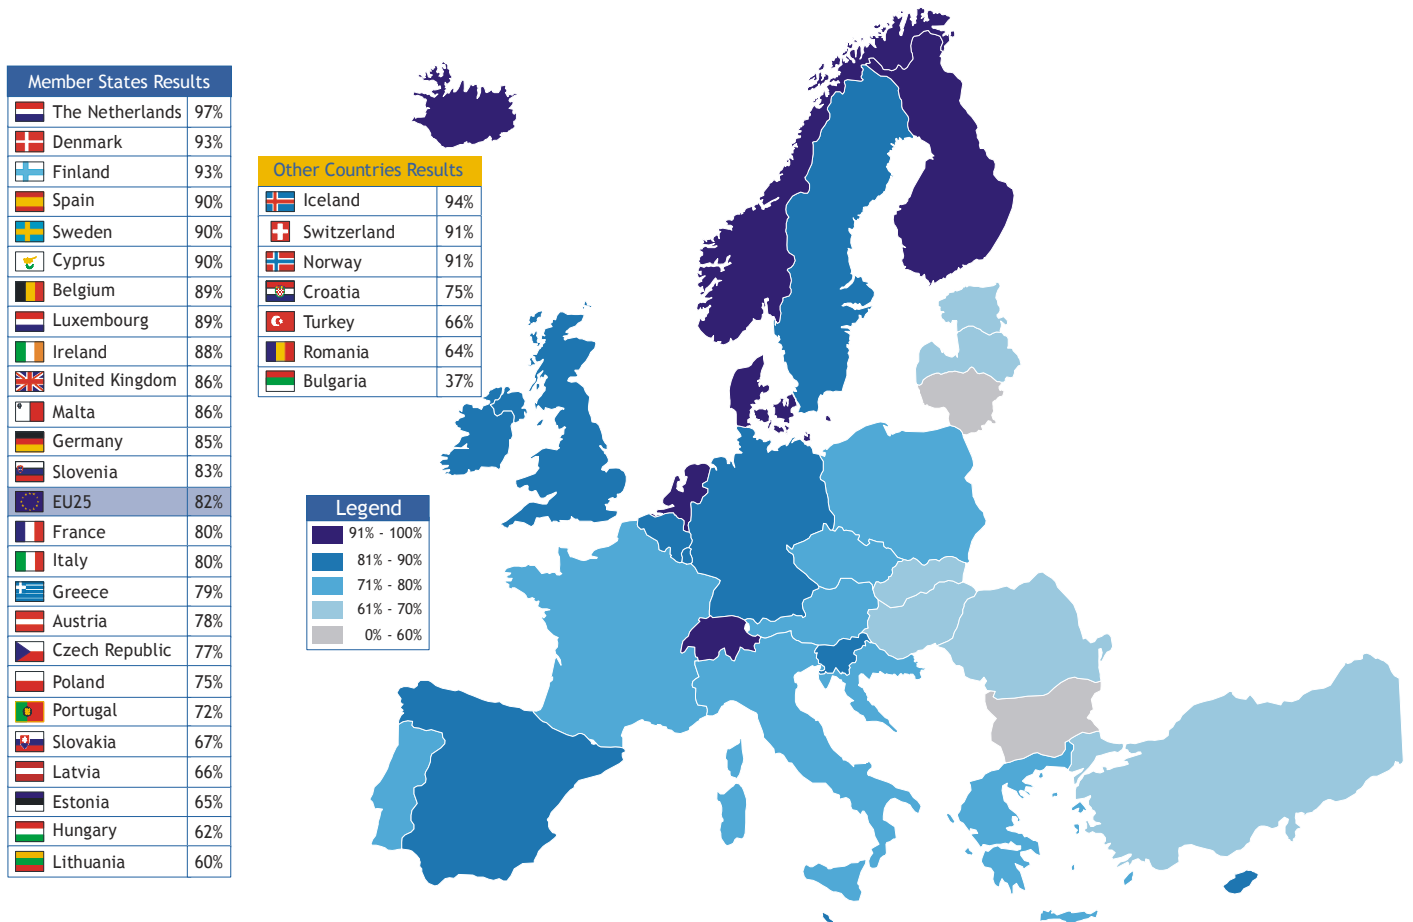 Member States Results
The Netherlands 97%
Denmark 93%
Finland 93%
Spain 90%
Sweden 90%
Cyprus 90%
Belgium 89%
Luxembourg 89%
Ireland 88%
United Kingdom 86%
Malta 86%
Germany 85%
Slovenia 83%
EU25 82%
France 80%
Italy 80%
Greece 79%
Austria 78%
Czech Republic 77%
Poland 75%
Portugal 72%
Slovakia 67%
Latvia 66%
Estonia 65%
Hungary 62%
Lithuania 60%
Other Countries Results
Iceland 94%
Switzerland 91%
Norway 91%
Croatia 75%
Turkey 66%
Romania 64%
Bulgaria 37%
Legend
91% - 100%
81% - 90%
71% - 80%
61% - 70%
0% - 60%